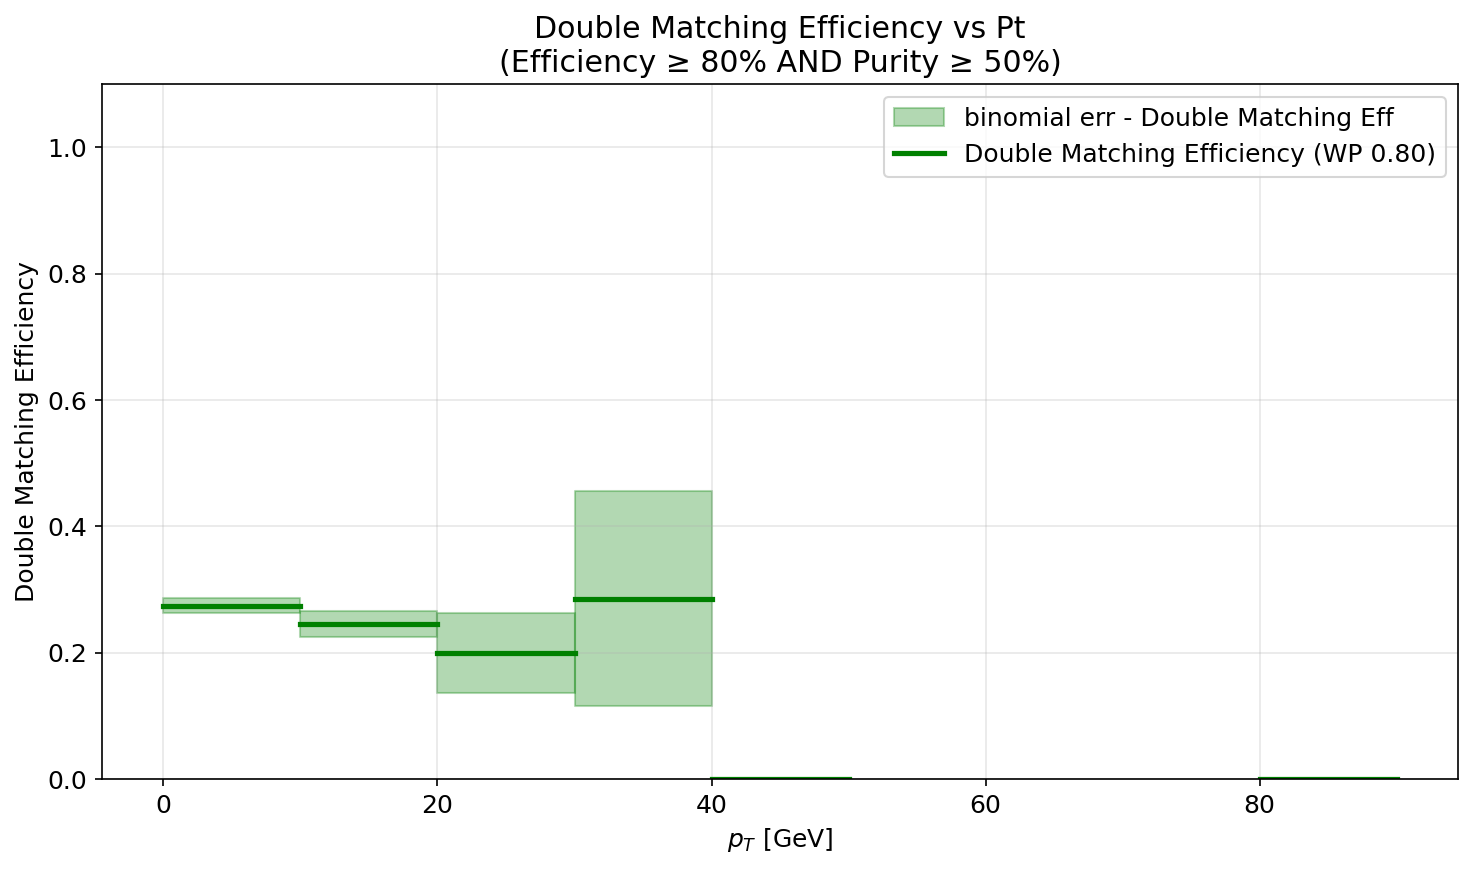 Double Matching Efficiency vs Pt
(Efficiency ≥ 80% AND Purity ≥ 50%)
binomial err - Double Matching Eff
Double Matching Efficiency (WP 0.80)
Double Matching Efficiency
1.0
0.8
0.6
0.4
0.2
0.0
0 20 40 60 80
p_T [GeV]